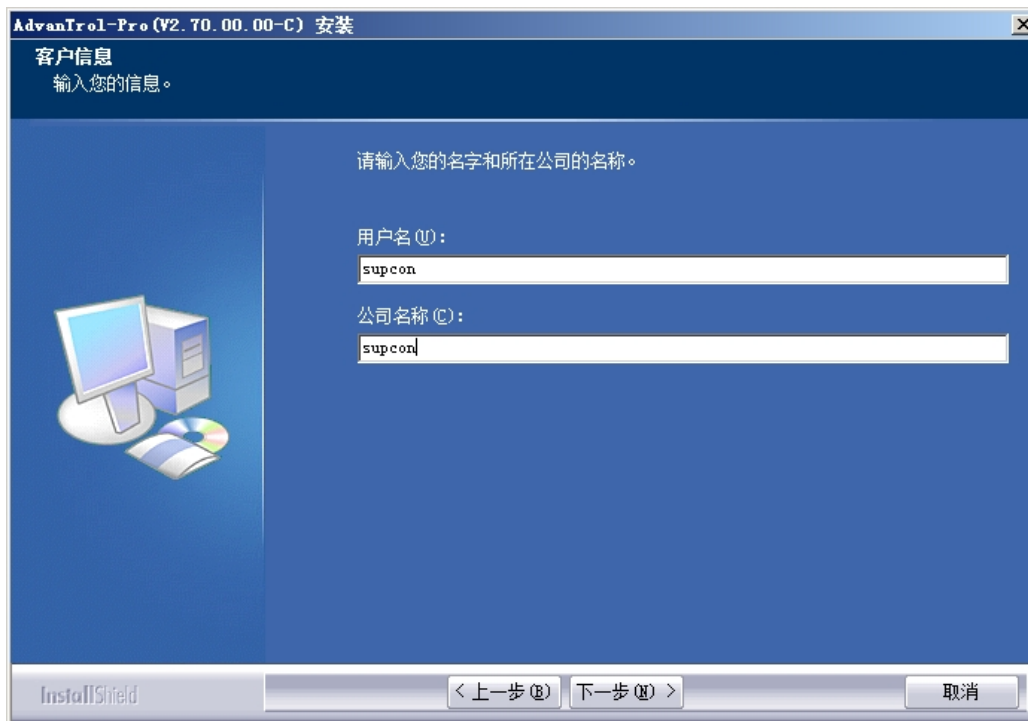 AdvanTrol-Pro(V2.70.00.00-C) 安装
客户信息
输入您的信息。
请输入您的名字和所在公司的名称。
用户名(U):
supcon
公司名称(C):
supcon
InstallShield
< 上一步(B) 下一步(N) > 取消